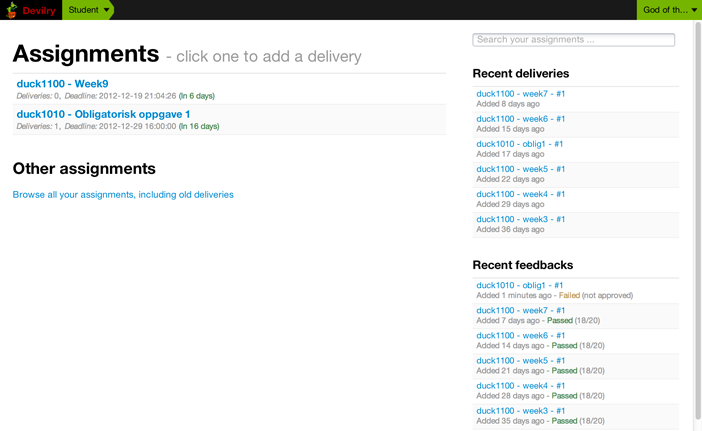 Devilry
Student
God of th...
Assignments - click one to add a delivery
duck1100 - Week9
Deliveries: 0, Deadline: 2012-12-19 21:04:26 (In 6 days)
duck1010 - Obligatorisk oppgave 1
Deliveries: 1, Deadline: 2012-12-29 16:00:00 (In 16 days)
Other assignments
Browse all your assignments, including old deliveries
Search your assignments ...
Recent deliveries
duck1100 - week7 - #1
Added 8 days ago
duck1100 - week6 - #1
Added 15 days ago
duck1010 - oblig1 - #1
Added 17 days ago
duck1100 - week5 - #1
Added 22 days ago
duck1100 - week4 - #1
Added 29 days ago
duck1100 - week3 - #1
Added 36 days ago
Recent feedbacks
duck1010 - oblig1 - #1
Added 1 minutes ago - Failed (not approved)
duck1100 - week7 - #1
Added 7 days ago - Passed (18/20)
duck1100 - week6 - #1
Added 14 days ago - Passed (18/20)
duck1100 - week5 - #1
Added 21 days ago - Passed (18/20)
duck1100 - week4 - #1
Added 28 days ago - Passed (18/20)
duck1100 - week3 - #1
Added 35 days ago - Passed (18/20)